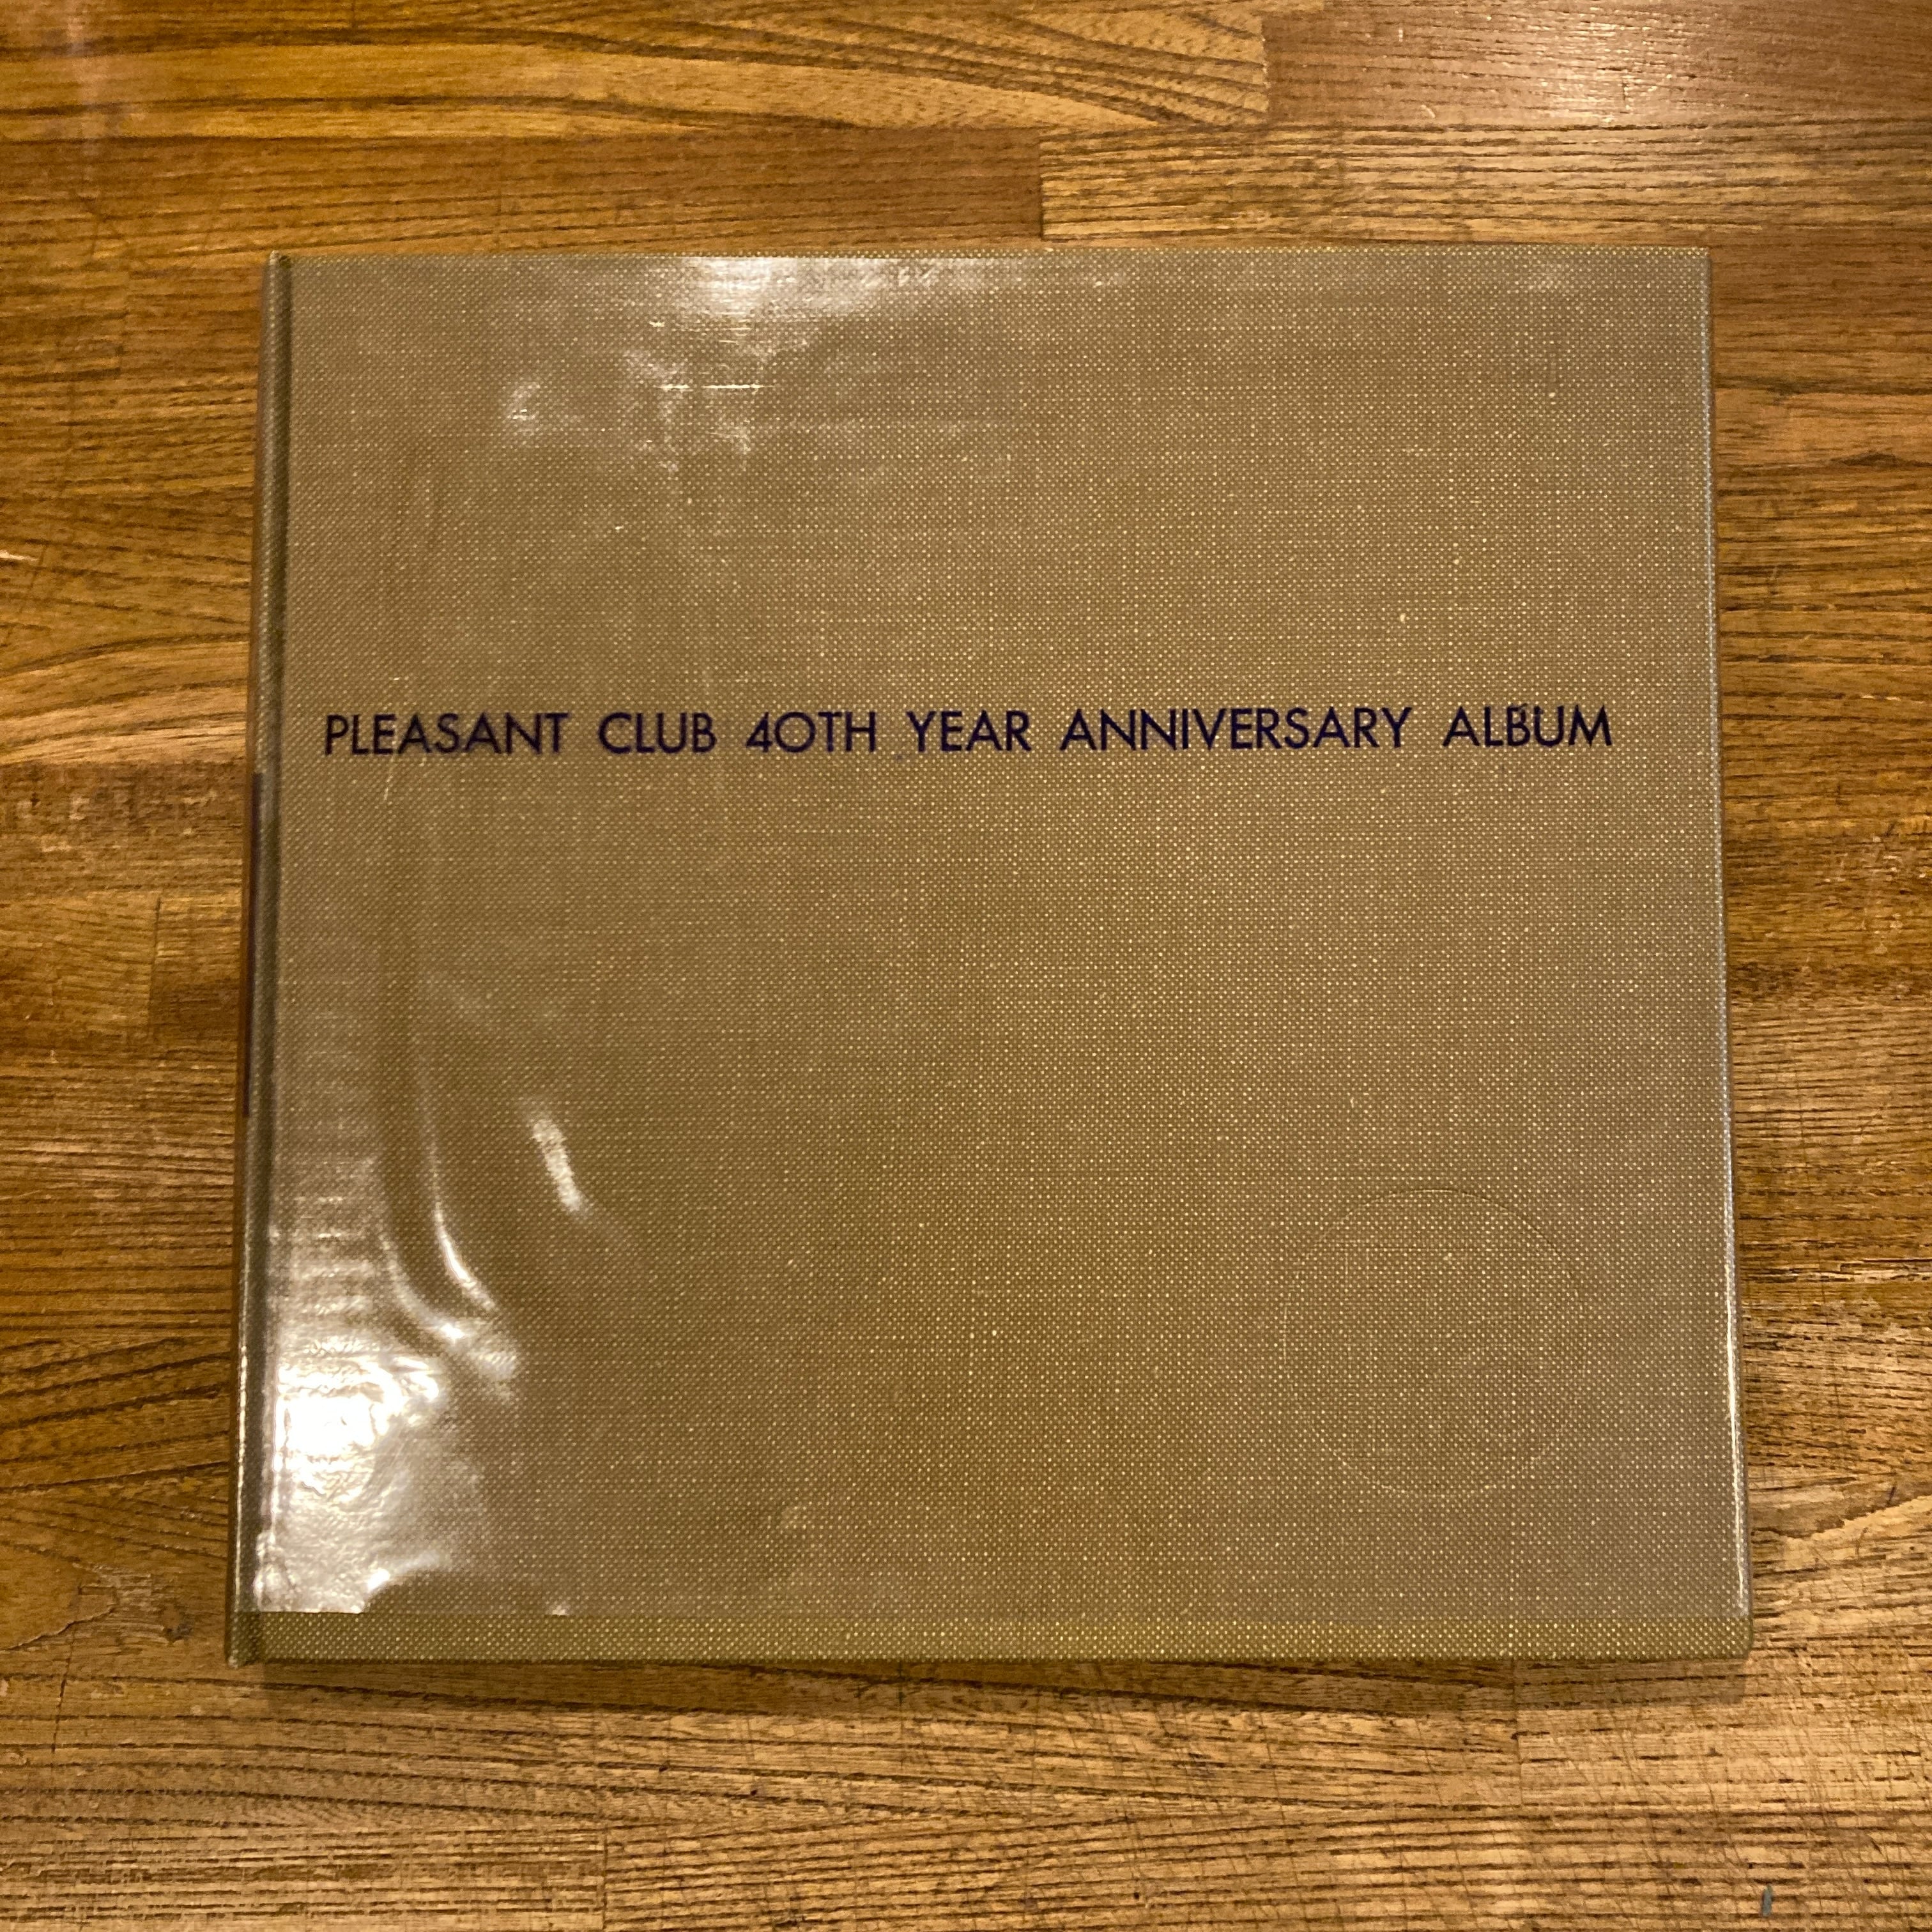 PLEASANT CLUB 40TH YEAR ANNIVERSARY ALBUM